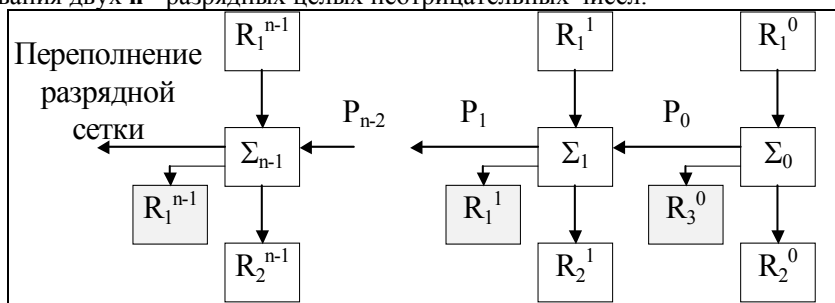 вания двух n - разрядных целых неотрицательных чисел.
R₁ⁿ⁻¹ R₁¹ R₁⁰
Переполнение
разрядной
сетки
Pₙ₋₂ P₁ P₀
Σₙ₋₁ Σ₁ Σ₀
R₁ⁿ⁻¹ R₁¹ R₃⁰
R₂ⁿ⁻¹ R₂¹ R₂⁰